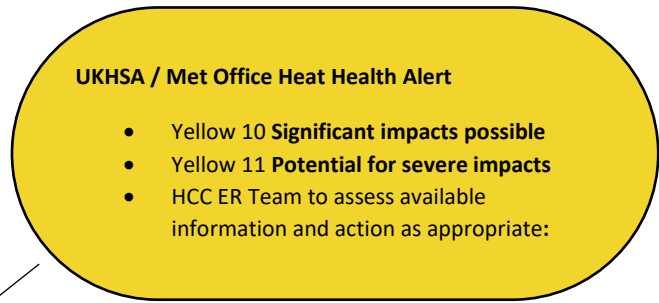 UKHSA / Met Office Heat Health Alert
• Yellow 10 Significant impacts possible
• Yellow 11 Potential for severe impacts
• HCC ER Team to assess available
information and action as appropriate: